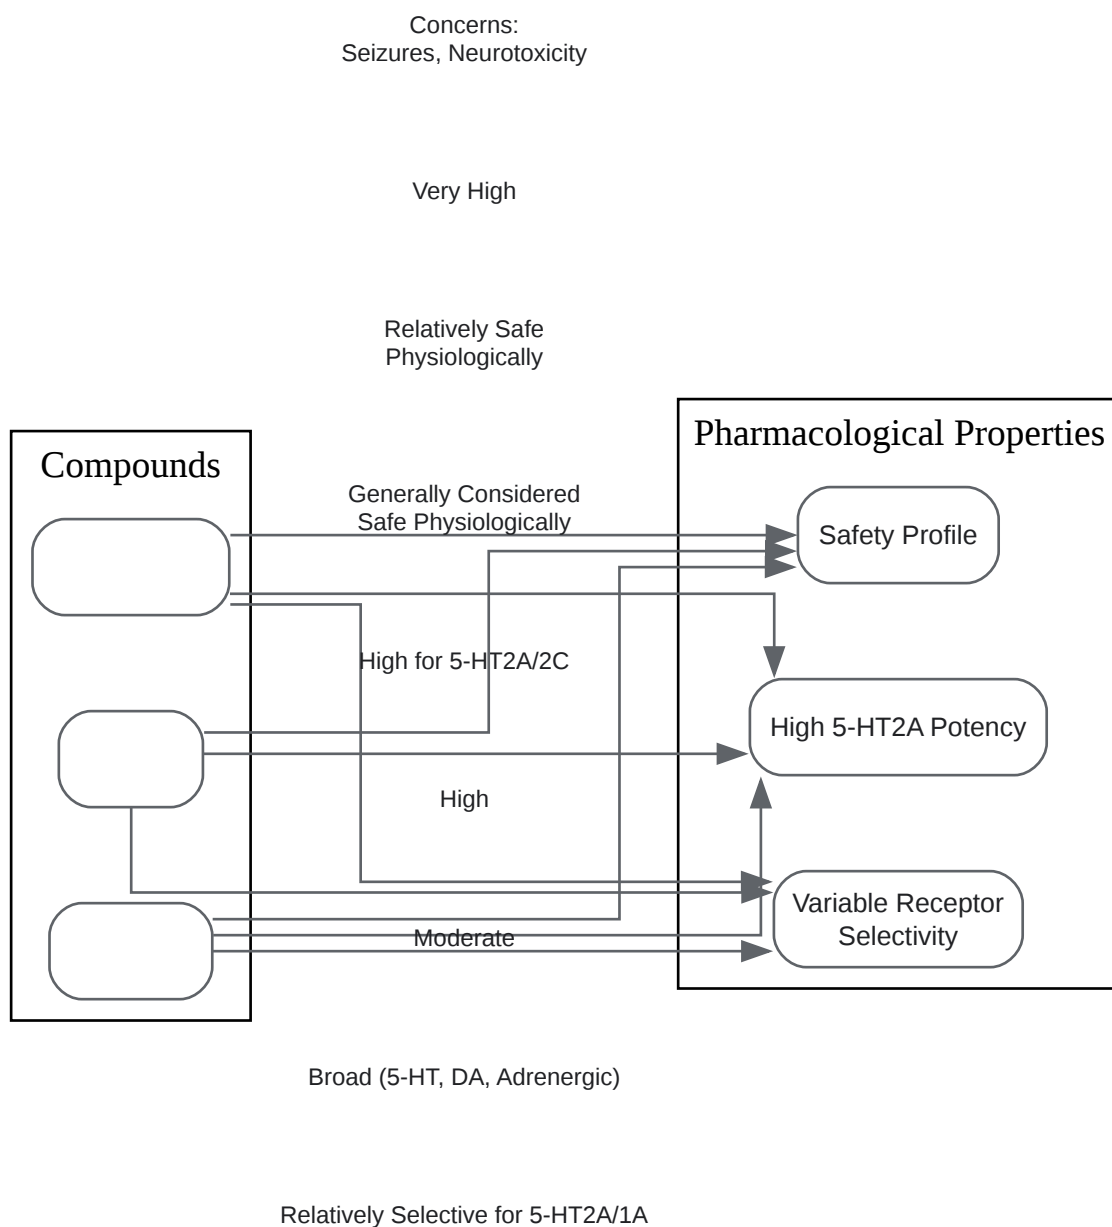 Concerns:
Seizures, Neurotoxicity
Very High
Relatively Safe
Physiologically
Pharmacological Properties
Compounds
Generally Considered
Safe Physiologically
Safety Profile
High for 5-HT2A/2C
High 5-HT2A Potency
High
Variable Receptor
Selectivity
Moderate
Broad (5-HT, DA, Adrenergic)
Relatively Selective for 5-HT2A/1A